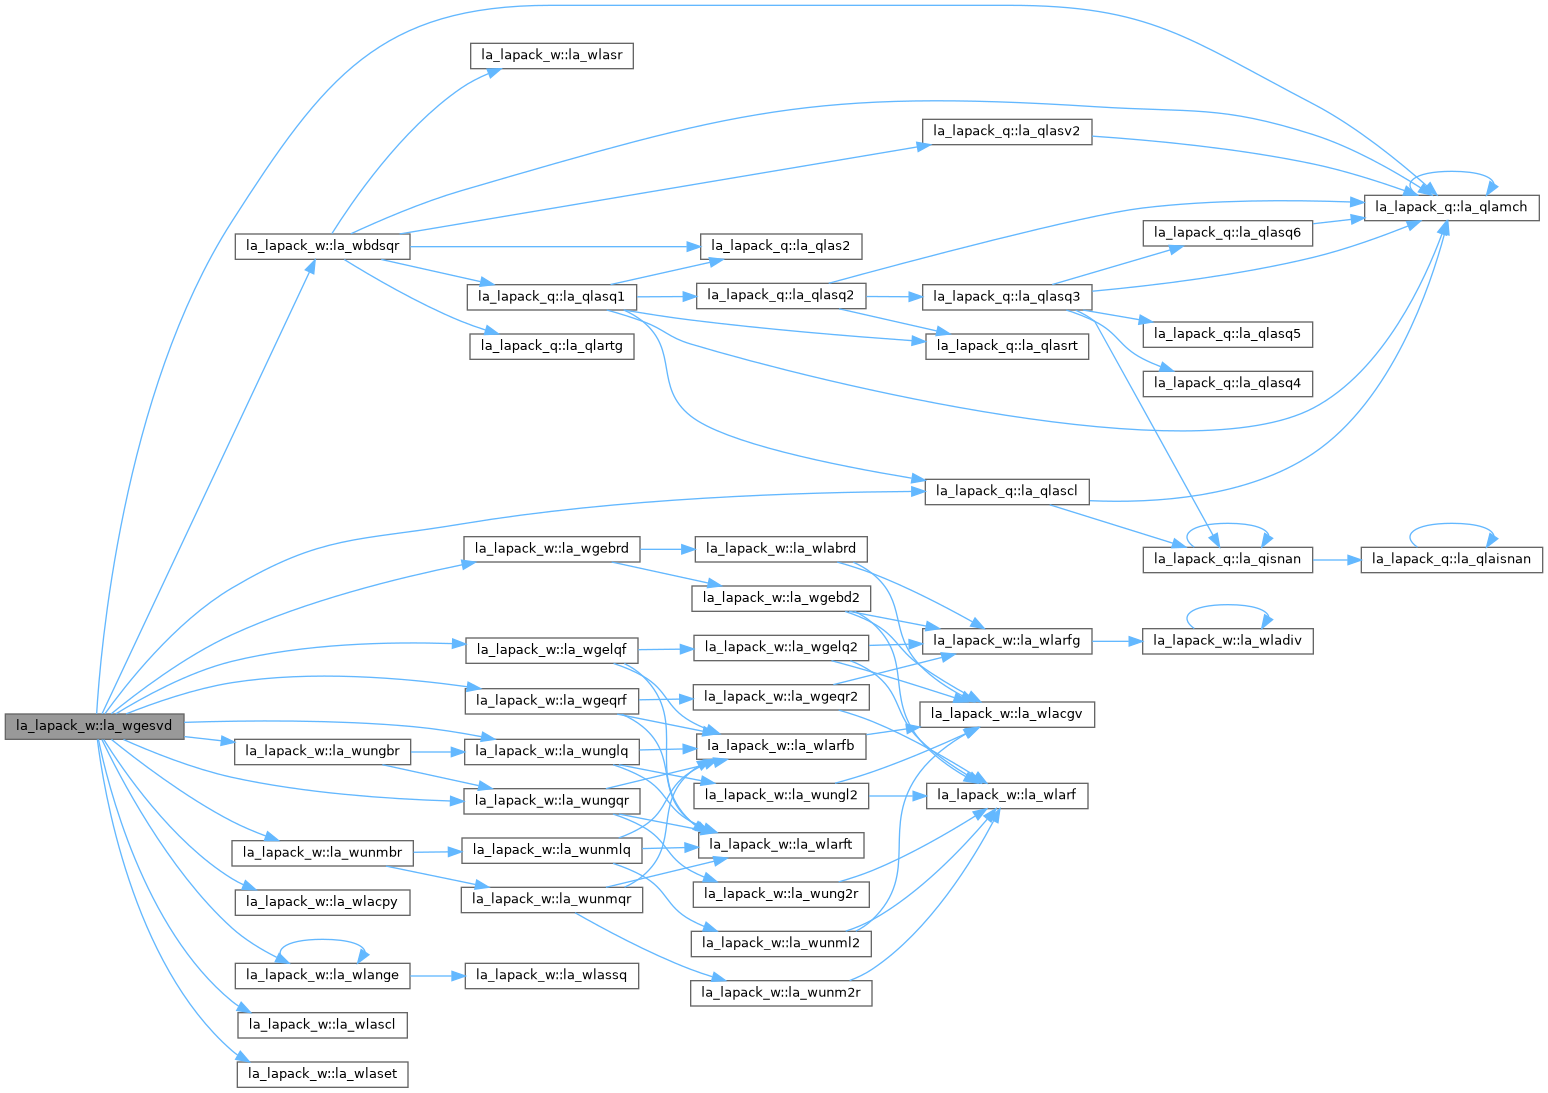 la_lapack_w::la_wlasr
la_lapack_q::la_qlasv2
la_lapack_q::la_qlamch
la_lapack_q::la_qlasq6
la_lapack_w::la_wbdsqr
la_lapack_q::la_qlas2
la_lapack_q::la_qlasq1
la_lapack_q::la_qlasq2
la_lapack_q::la_qlasq3
la_lapack_q::la_qlasq5
la_lapack_q::la_qlartg
la_lapack_q::la_qlasrt
la_lapack_q::la_qlasq4
la_lapack_q::la_qlascl
la_lapack_w::la_wgebrd
la_lapack_w::la_wlabrd
la_lapack_q::la_qisnan
la_lapack_q::la_qlaisnan
la_lapack_w::la_wgebd2
la_lapack_w::la_wgelqf
la_lapack_w::la_wgelq2
la_lapack_w::la_wlarfg
la_lapack_w::la_wladiv
la_lapack_w::la_wgeqrf
la_lapack_w::la_wgeqr2
la_lapack_w::la_wlacgv
la_lapack_w::la_wgesvd
la_lapack_w::la_wungbr
la_lapack_w::la_wunglq
la_lapack_w::la_wlarfb
la_lapack_w::la_wungqr
la_lapack_w::la_wungl2
la_lapack_w::la_wlarf
la_lapack_w::la_wunmbr
la_lapack_w::la_wunmlq
la_lapack_w::la_wlarft
la_lapack_w::la_wlacpy
la_lapack_w::la_wunmqr
la_lapack_w::la_wung2r
la_lapack_w::la_wunml2
la_lapack_w::la_wlange
la_lapack_w::la_wlassq
la_lapack_w::la_wunm2r
la_lapack_w::la_wlascl
la_lapack_w::la_wlaset